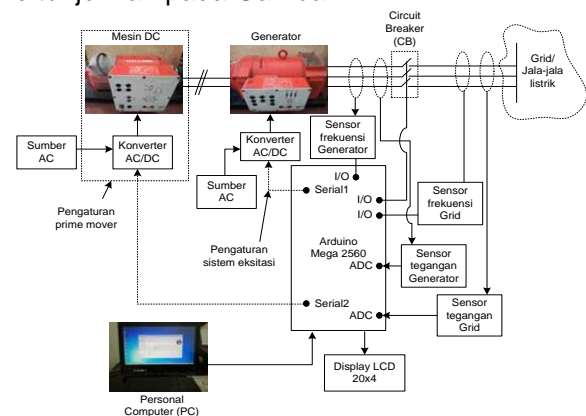 Circuit
Breaker
(CB)
Mesin DC
Generator
Grid/
Jala-jala
listrik
Sumber
AC
Konverter
AC/DC
Konverter
AC/DC
Sensor
frekuensi
Generator
Sumber
AC
Pengaturan
prime mover
I/O
Serial1
I/O
I/O
Sensor
frekuensi
Grid
Pengaturan
sistem eksitasi
Arduino
Mega 2560
ADC
Sensor
tegangan
Generator
Serial2
ADC
Sensor
tegangan
Grid
Display LCD
20x4
Personal
Computer (PC)